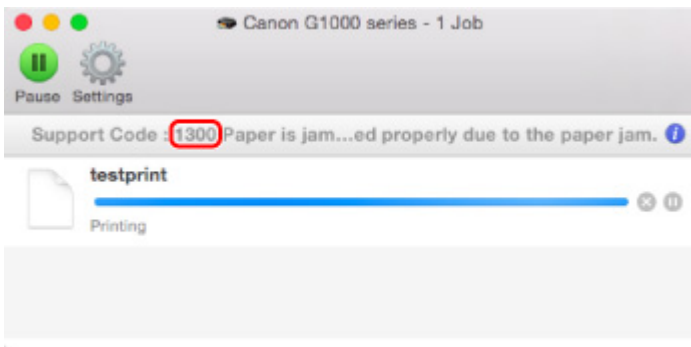 Canon G1000 series - 1 Job
Pause Settings
Support Code : 1300 Paper is jam...ed properly due to the paper jam.
testprint
Printing